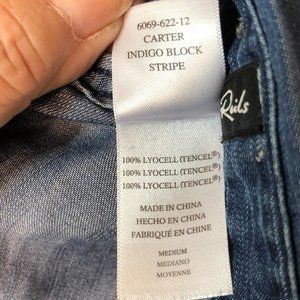 6069-622-12
CARTER
INDIGO BLOCK
STRIPE
Rails
100% LYOCELL (TENCEL®)
100% LYOCELL (TENCEL®)
100% LYOCELL (TENCEL®)
MADE IN CHINA
HECHO EN CHINA
FABRIQUÉ EN CHINE
MEDIUM
MEDIANO
MOYENNE